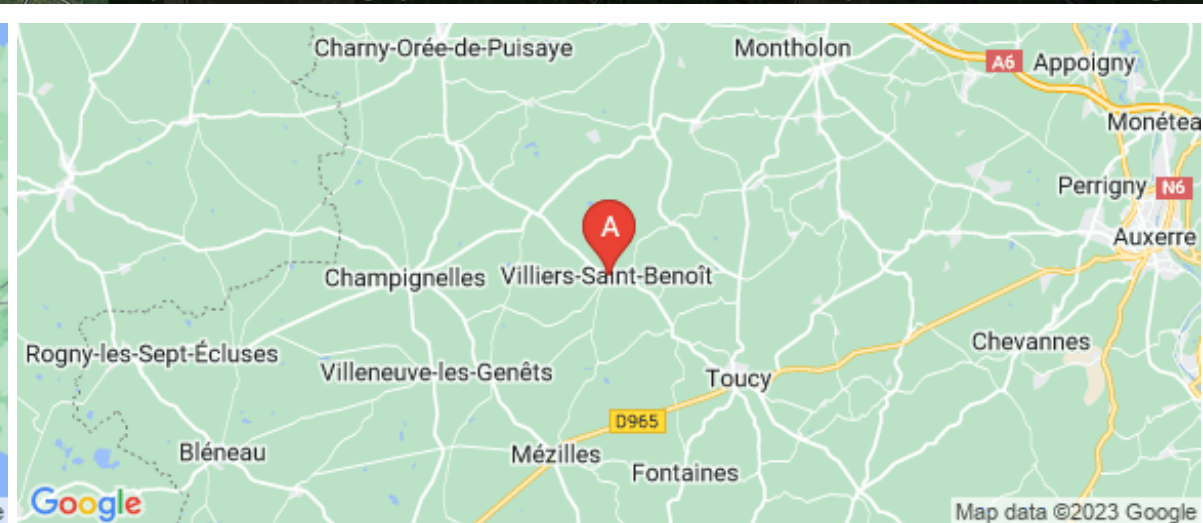 Charny-Orée-de-Puisaye
Montholon
A6
Appoigny
Monétea
Perrigny
N6
A
Auxerre
Champignelles
Villiers-Saint-Benoît
Chevannes
Rogny-les-Sept-Écluses
Villeneuve-les-Genêts
Toucy
D965
Bléneau
Mézilles
Fontaines
Google
Map data ©2023 Google